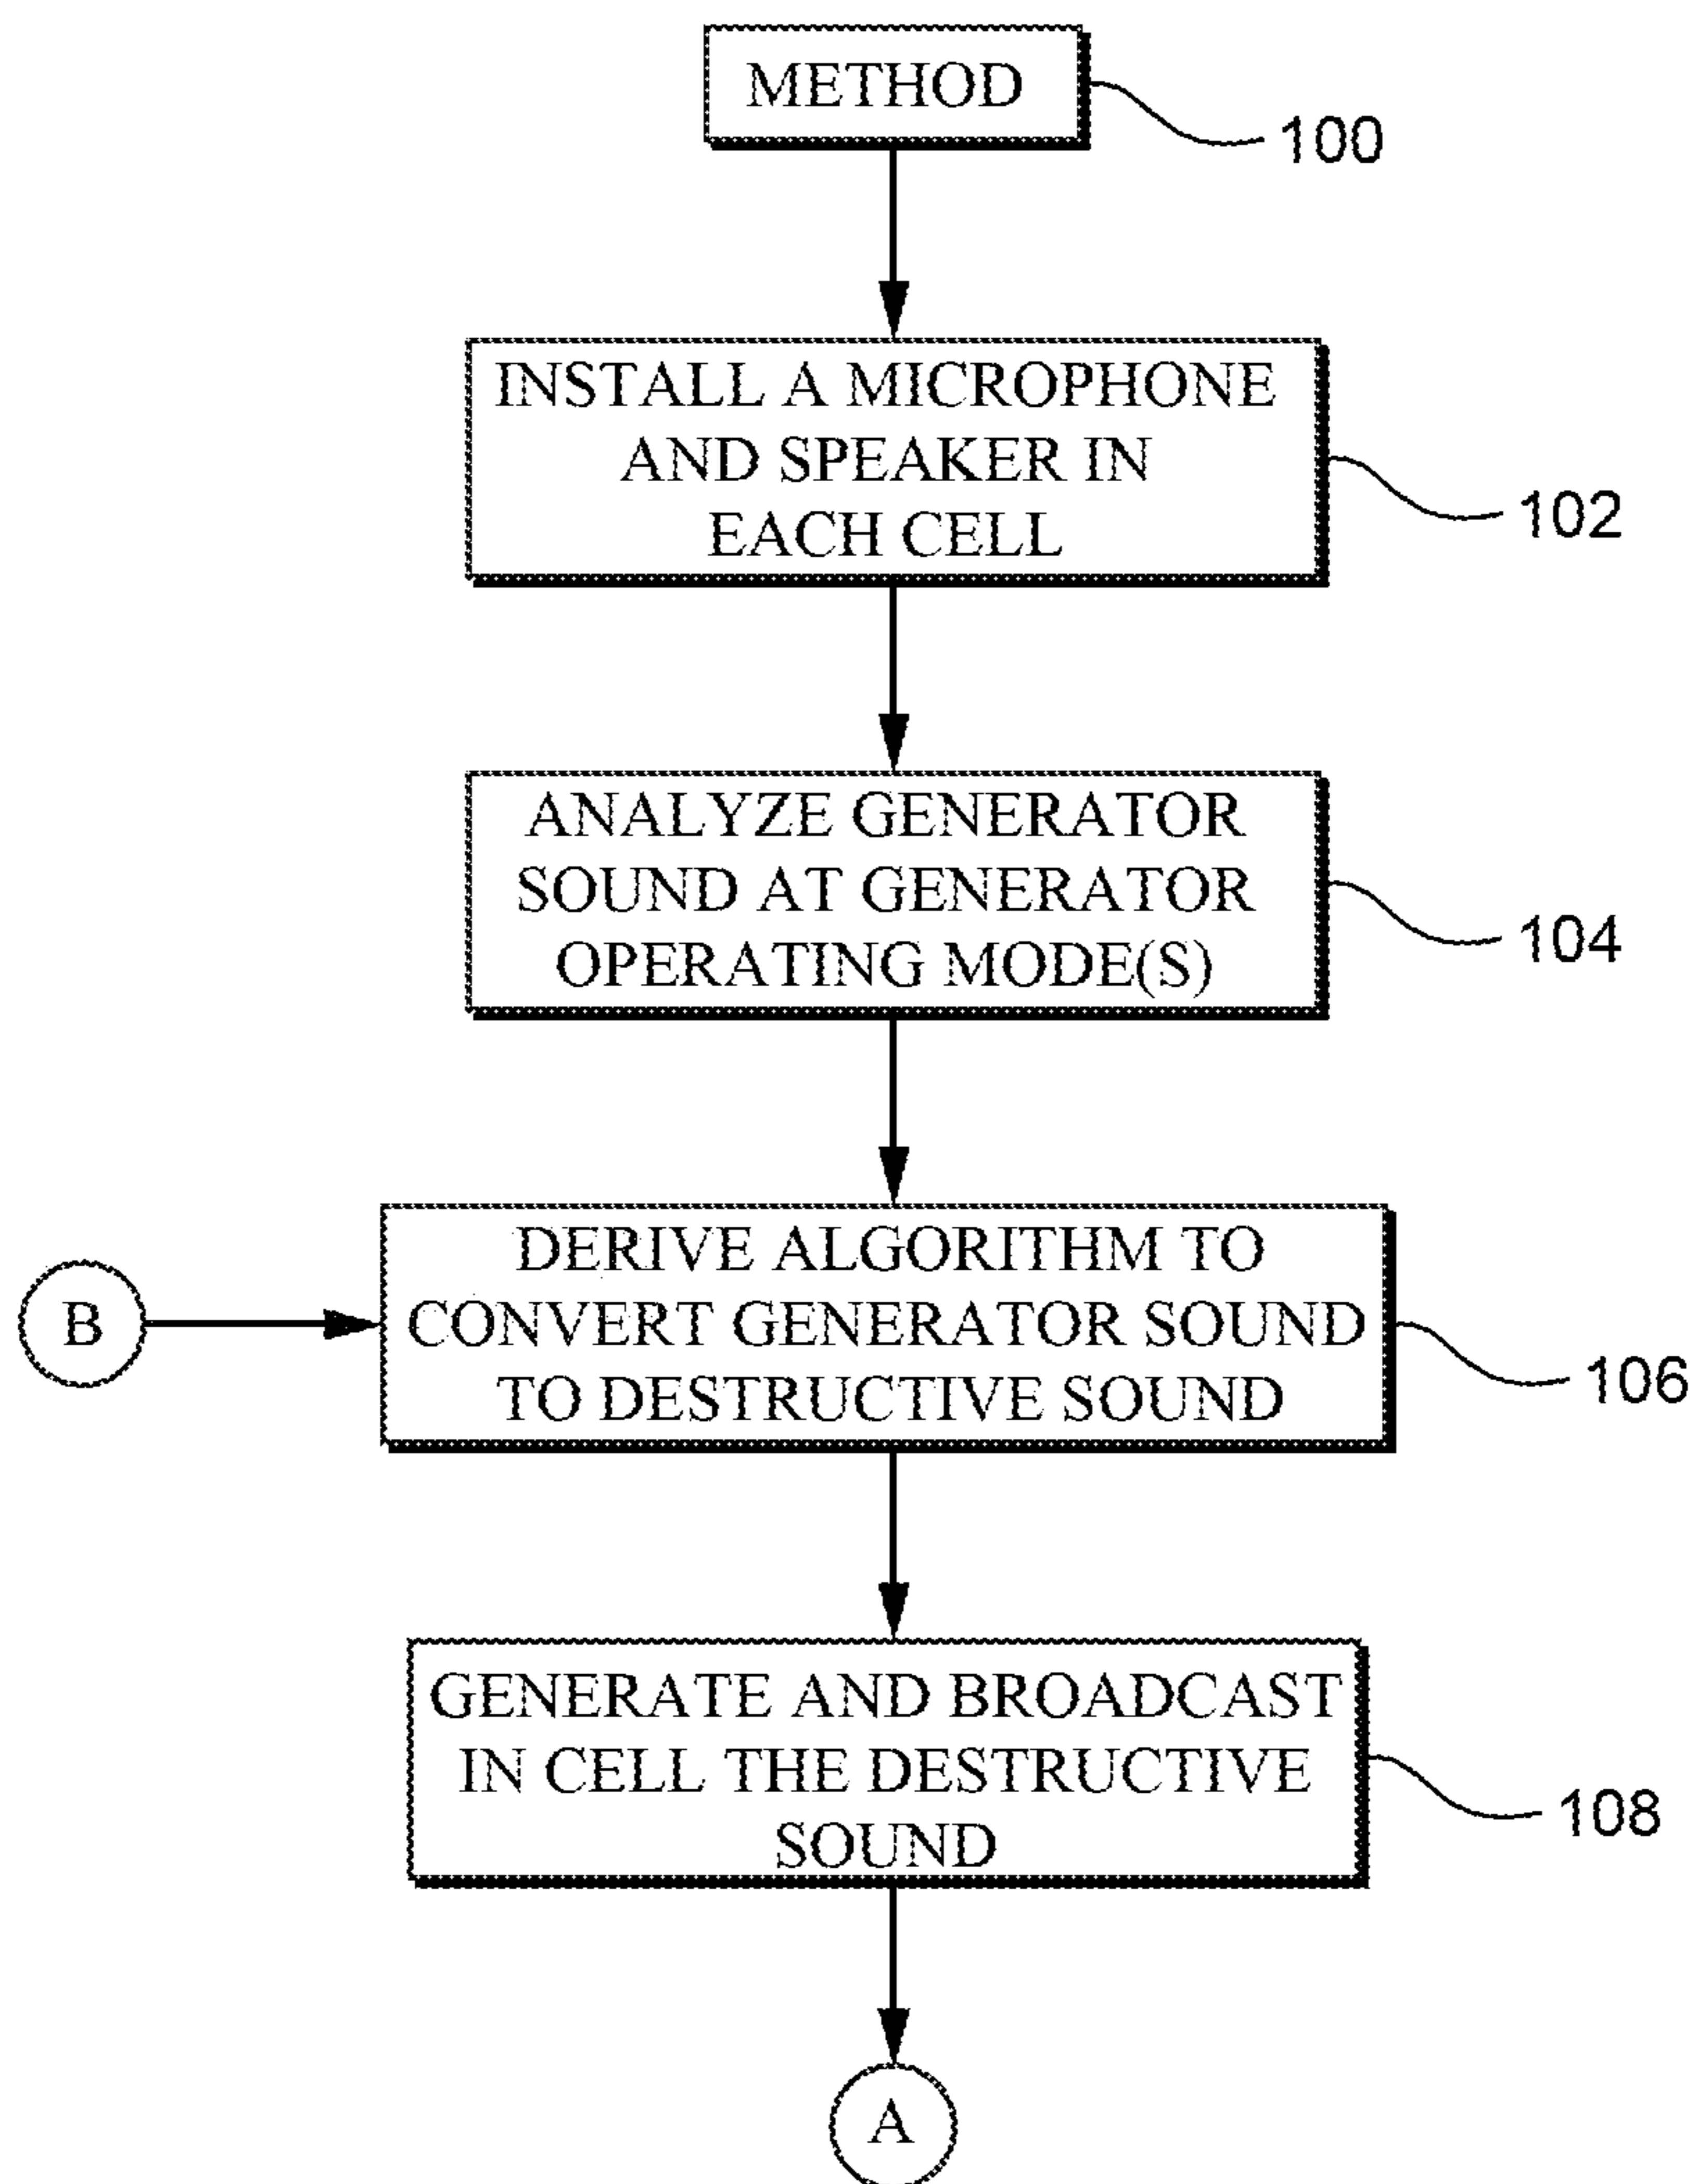 METHOD
100
INSTALL A MICROPHONE
AND SPEAKER IN
EACH CELL
102
ANALYZE GENERATOR
SOUND AT GENERATOR
OPERATING MODE(S)
104
DERIVE ALGORITHM TO
CONVERT GENERATOR SOUND
TO DESTRUCTIVE SOUND
B
106
GENERATE AND BROADCAST
IN CELL THE DESTRUCTIVE
SOUND
108
A